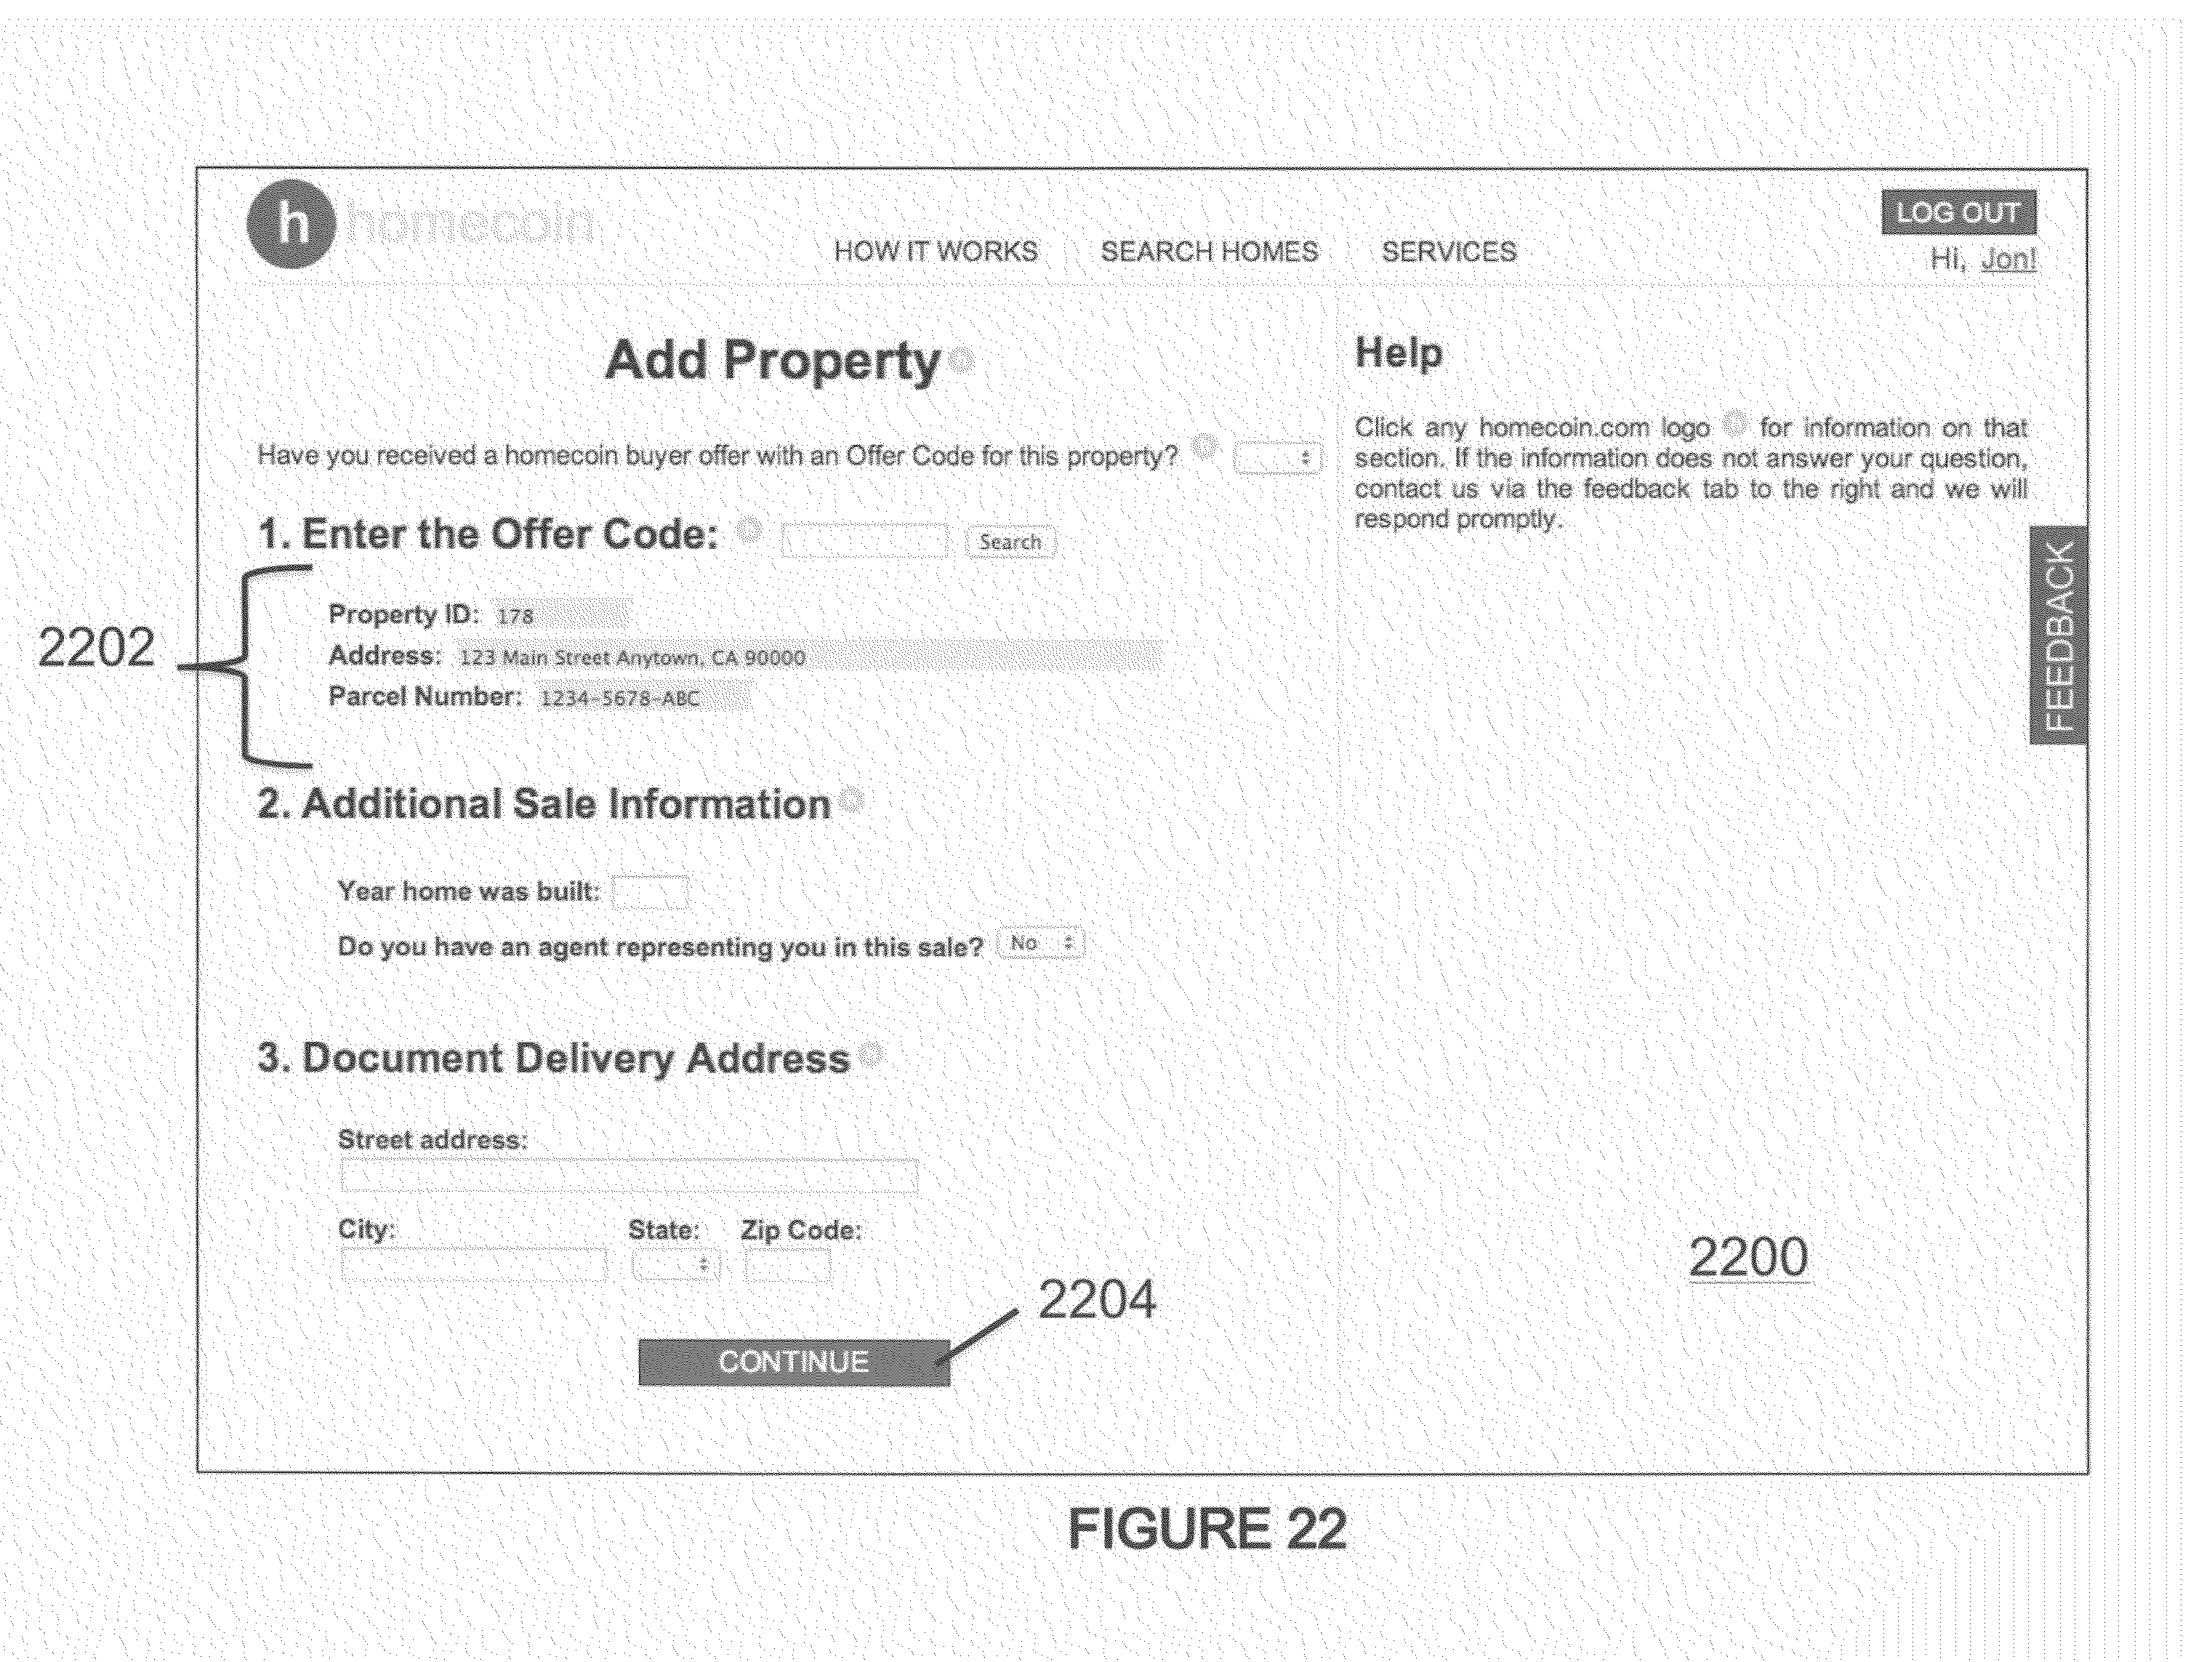 h homecoin
HOW IT WORKS SEARCH HOMES SERVICES
LOG OUT
Hi, Jon!
Add Property
Have you received a homecoin buyer offer with an Offer Code for this property?
1. Enter the Offer Code: Search
2202
Property ID: 178
Address: 123 Main Street Anytown, CA 90000
Parcel Number: 1234-5678-ABC
2. Additional Sale Information
Year home was built:
Do you have an agent representing you in this sale? No
3. Document Delivery Address
Street address:
City: State: Zip Code:
2204
CONTINUE
Help
Click any homecoin.com logo for information on that
section. If the information does not answer your question,
contact us via the feedback tab to the right and we will
respond promptly.
FEEDBACK
2200
FIGURE 22